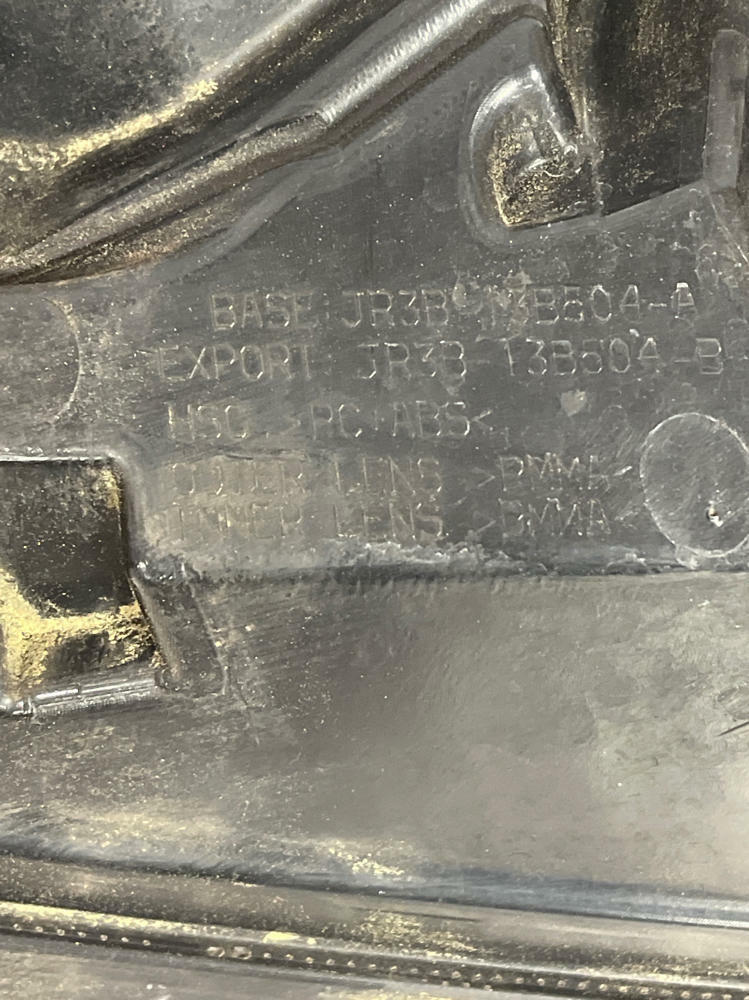 BASE JR3B-13B504-A
EXPORT JR3B-13B504-B
HSG >PC+ABS<
OUTER LENS >PMMA<
INNER LENS >PMMA<